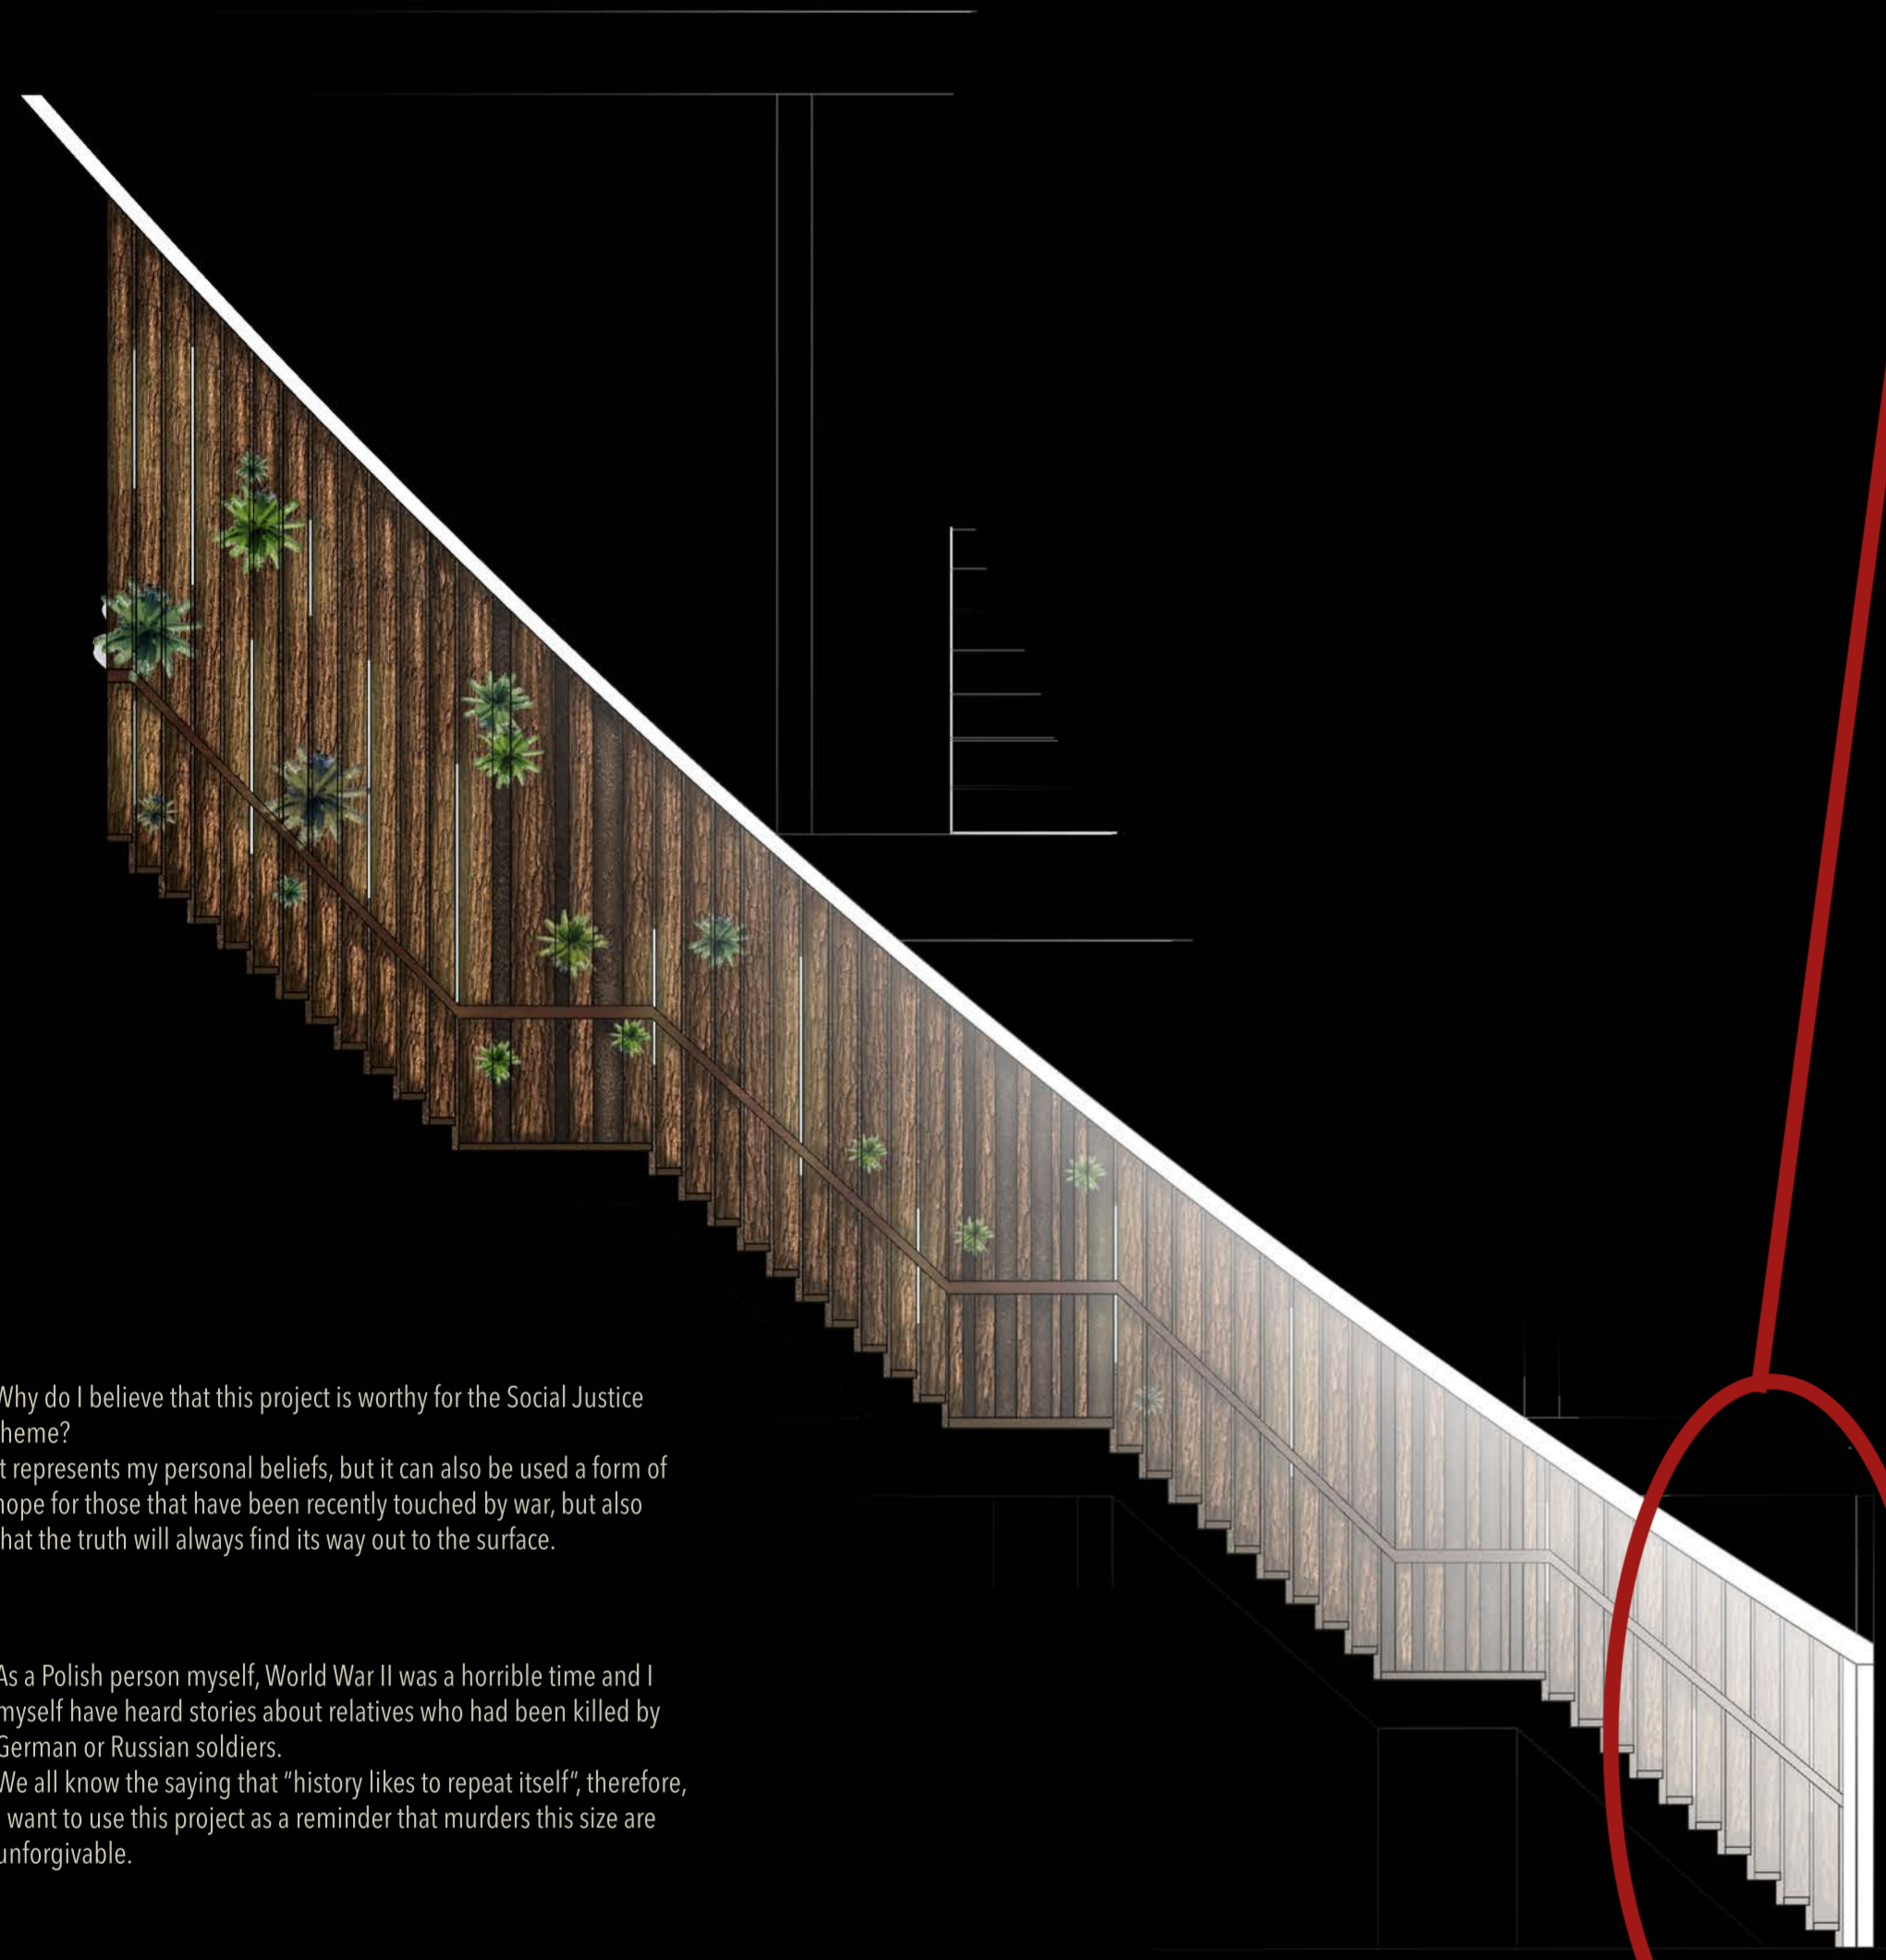 Why do I believe that this project is worthy for the Social Justice
heme?
t represents my personal beliefs, but it can also be used a form of
hope for those that have been recently touched by war, but also
hat the truth will always find its way out to the surface.
As a Polish person myself, World War II was a horrible time and I
myself have heard stories about relatives who had been killed by
German or Russian soldiers.
We all know the saying that “history likes to repeat itself”, therefore,
want to use this project as a reminder that murders this size are
unforgivable.